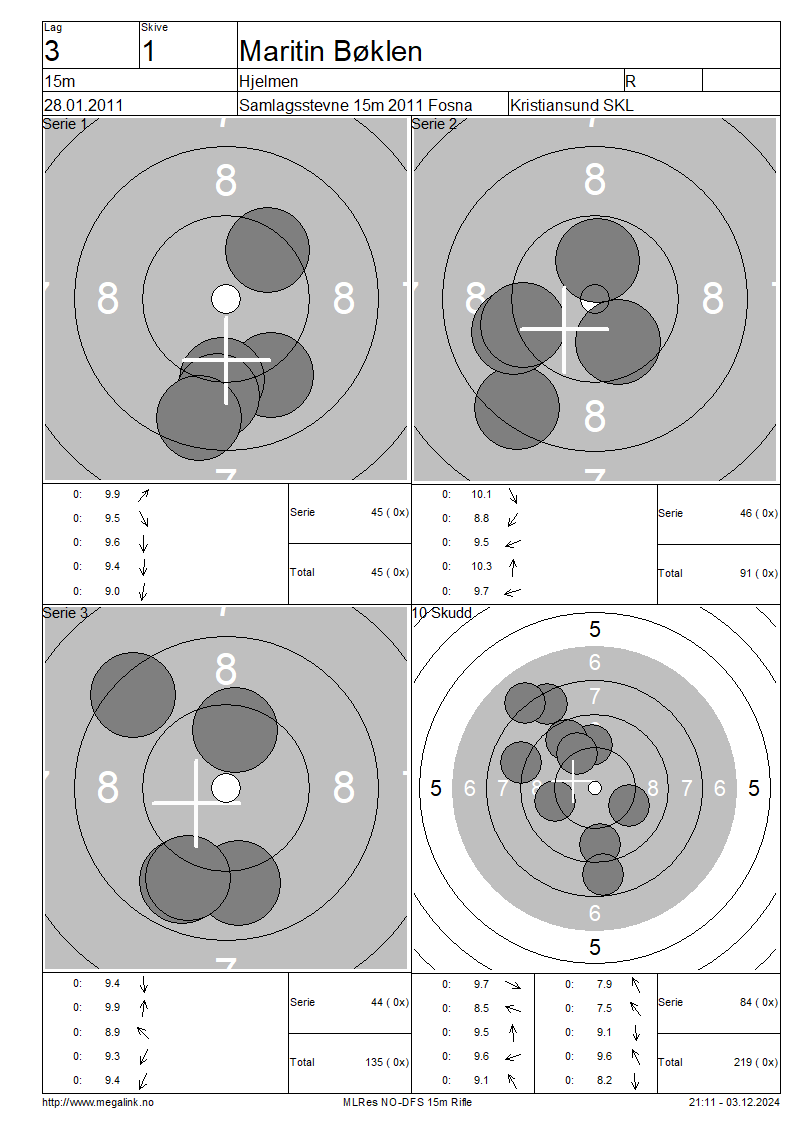 Lag
Skive
3
1
Maritin Bøklen
15m
Hjelmen
R
28.01.2011
Samlagsstevne 15m 2011 Fosna
Kristiansund SKL
Serie 1
7
8
8
8
7
7
Serie 2
7
8
8
8
8
7
7
0: 9.9
0: 9.5
0: 9.6
0: 9.4
0: 9.0
Serie 45 ( 0x)
Total 45 ( 0x)
0: 10.1
0: 8.8
0: 9.5
0: 10.3
0: 9.7
Serie 46 ( 0x)
Total 91 ( 0x)
Serie 3
7
8
8
8
7
7
10 Skudd
5
6
7
8
5 6 7 8 8 7 6 5
6
5
0: 9.4
0: 9.9
0: 8.9
0: 9.3
0: 9.4
Serie 44 ( 0x)
Total 135 ( 0x)
0: 9.7 0: 7.9
0: 8.5 0: 7.5
0: 9.5 0: 9.1
0: 9.6 0: 9.6
0: 9.1 0: 8.2
Serie 84 ( 0x)
Total 219 ( 0x)
http://www.megalink.no
MLRes NO-DFS 15m Rifle
21:11 - 03.12.2024